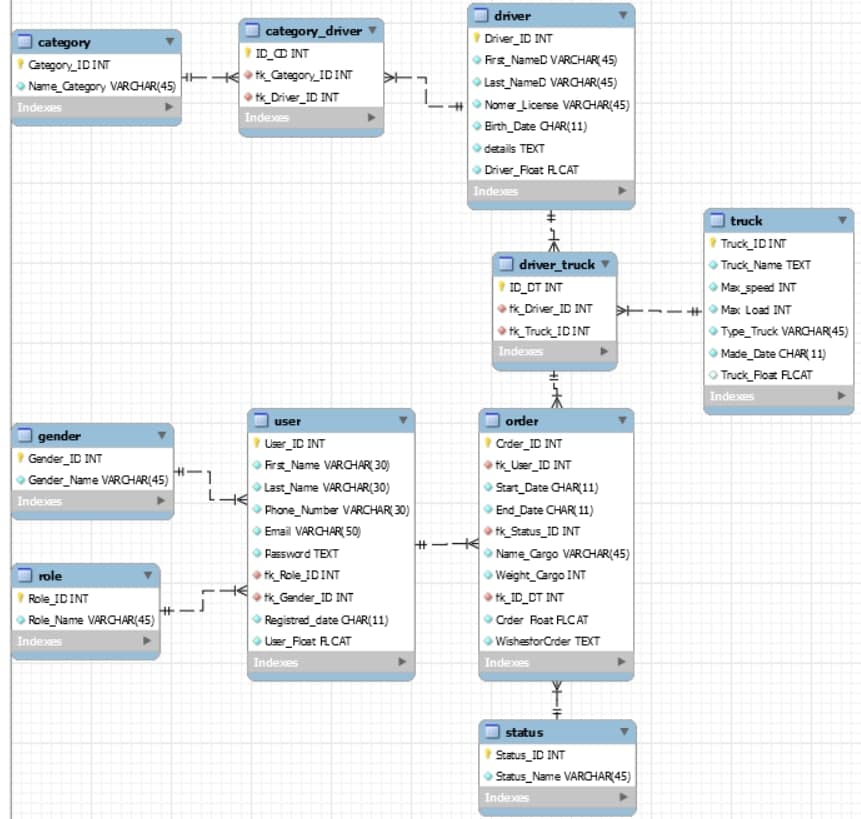 category
Category_ID INT
Name_Category VARCHAR(45)
Indexes
category_driver
ID_CD INT
fk_Category_ID INT
fk_Driver_ID INT
Indexes
driver
Driver_ID INT
First_NameD VARCHAR(45)
Last_NameD VARCHAR(45)
Nomer_License VARCHAR(45)
Birth_Date CHAR(11)
details TEXT
Driver_Float FLOAT
Indexes
truck
Truck_ID INT
Truck_Name TEXT
Max_speed INT
Max_Load INT
Type_Truck VARCHAR(45)
Made_Date CHAR(11)
Truck_Float FLOAT
Indexes
driver_truck
ID_DT INT
fk_Driver_ID INT
fk_Truck_ID INT
Indexes
gender
Gender_ID INT
Gender_Name VARCHAR(45)
Indexes
role
Role_ID INT
Role_Name VARCHAR(45)
Indexes
user
User_ID INT
First_Name VARCHAR(30)
Last_Name VARCHAR(30)
Phone_Number VARCHAR(30)
Email VARCHAR(50)
Password TEXT
fk_Role_ID INT
fk_Gender_ID INT
Registred_date CHAR(11)
User_Float FLOAT
Indexes
order
Order_ID INT
fk_User_ID INT
Start_Date CHAR(11)
End_Date CHAR(11)
fk_Status_ID INT
Name_Cargo VARCHAR(45)
Weight_Cargo INT
fk_ID_DT INT
Order_Float FLOAT
WishesforOrder TEXT
Indexes
status
Status_ID INT
Status_Name VARCHAR(45)
Indexes